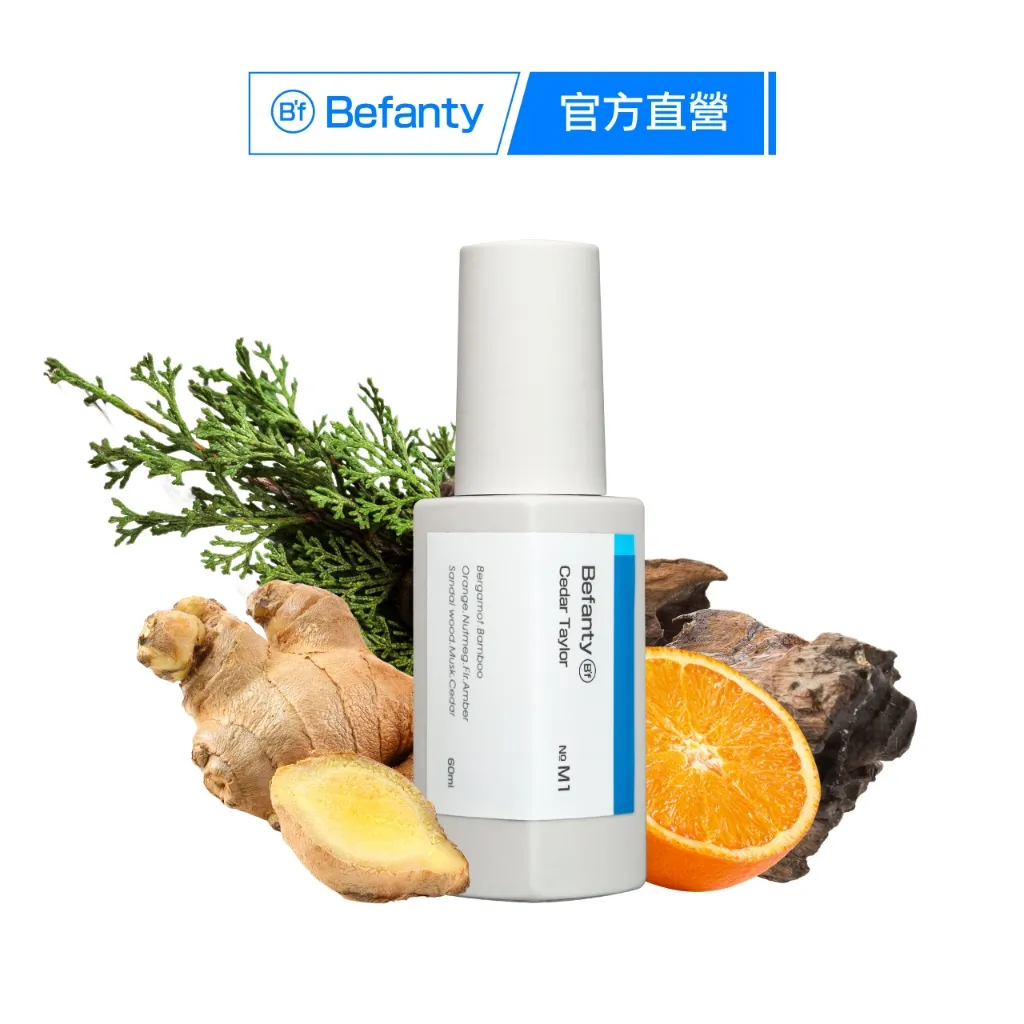 B'f Befanty 官方直營
Befanty B'f
Cedar Taylor
№ M1
Bergamot.Bamboo
Orange.Nutmeg.Fir.Amber
Sandal wood.Musk.Cedar
60ml